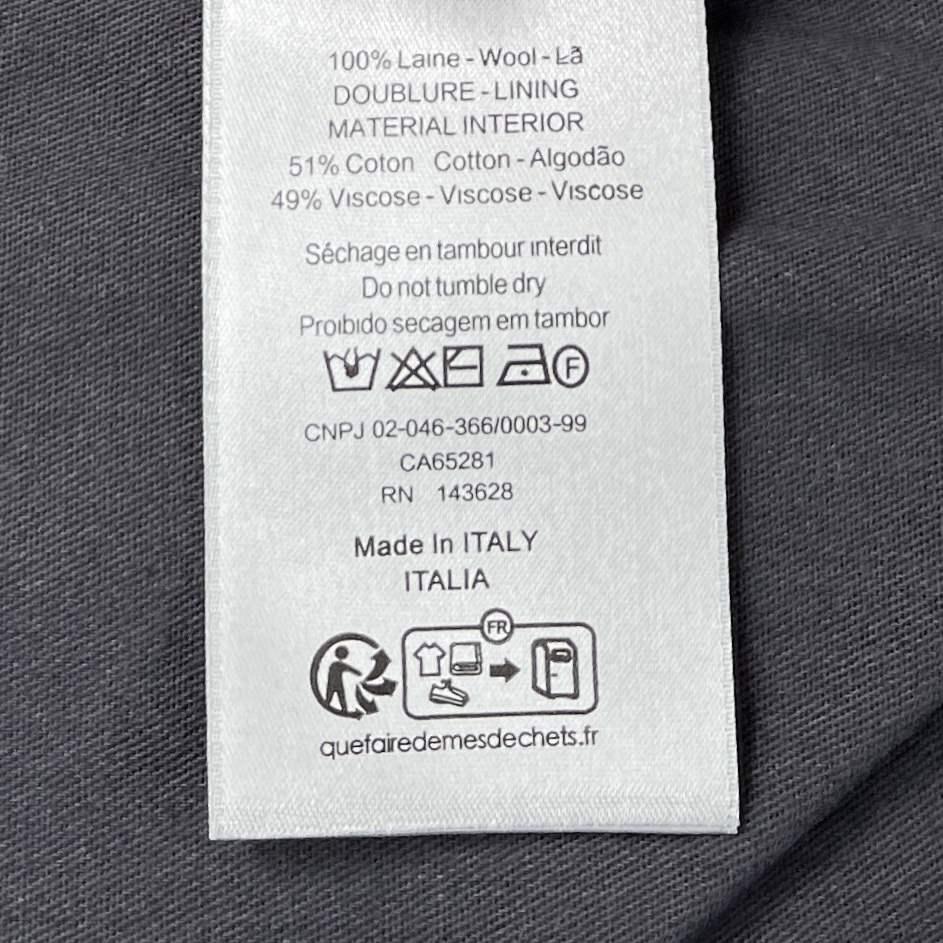 100% Laine - Wool - Lã
DOUBLURE - LINING
MATERIAL INTERIOR
51% Coton Cotton - Algodão
49% Viscose - Viscose - Viscose
Séchage en tambour interdit
Do not tumble dry
Proibido secagem em tambor
F
CNPJ 02-046-366/0003-99
CA65281
RN 143628
Made In ITALY
ITALIA
FR
quefairedemesdechets.fr